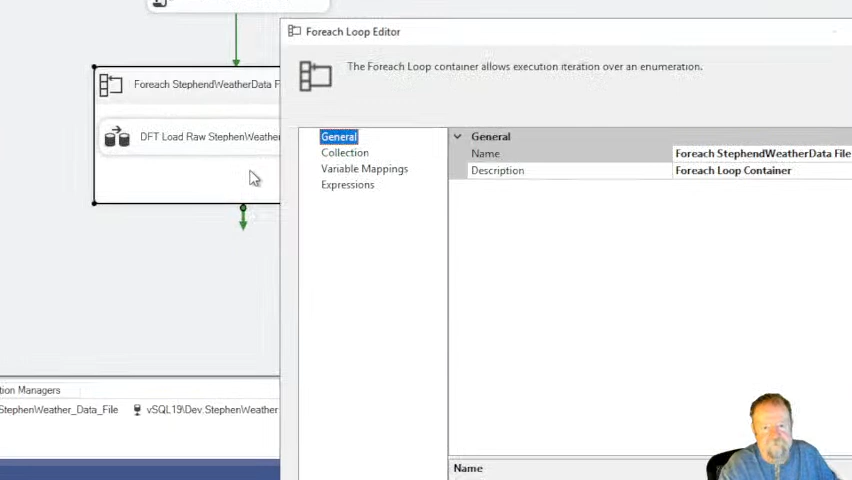 Foreach Loop Editor
The Foreach Loop container allows execution iteration over an enumeration.
Foreach StephendWeatherData F
DFT Load Raw StephenWeather
General
Collection
Variable Mappings
Expressions
General
Name Foreach StephendWeatherData File
Description Foreach Loop Container
tion Managers
StephenWeather_Data_File vSQL19\Dev.StephenWeather
Name